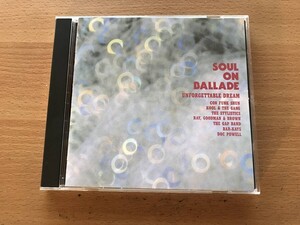 SOUL
ON
BALLADE
UNFORGETTABLE DREAM
CON FUNK SHUN
KOOL & THE GANG
THE STYLISTICS
RAY, GOODMAN & BROWN
THE GAP BAND
BAR-KAYS
DOC POWELL